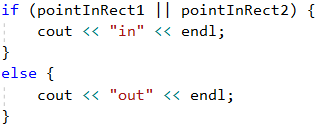 if (pointInRect1 || pointInRect2) {
    cout << "in" << endl;
}
else {
    cout << "out" << endl;
}